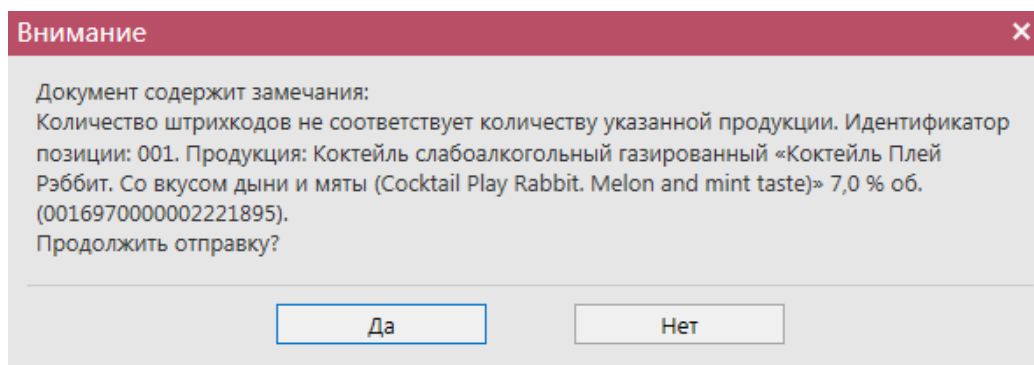 Внимание
Документ содержит замечания:
Количество штрихкодов не соответствует количеству указанной продукции. Идентификатор
позиции: 001. Продукция: Коктейль слабоалкогольный газированный «Коктейль Плей
Рэббит. Со вкусом дыни и мяты (Cocktail Play Rabbit. Melon and mint taste)» 7,0 % об.
(0016970000002221895).
Продолжить отправку?
Да
Нет